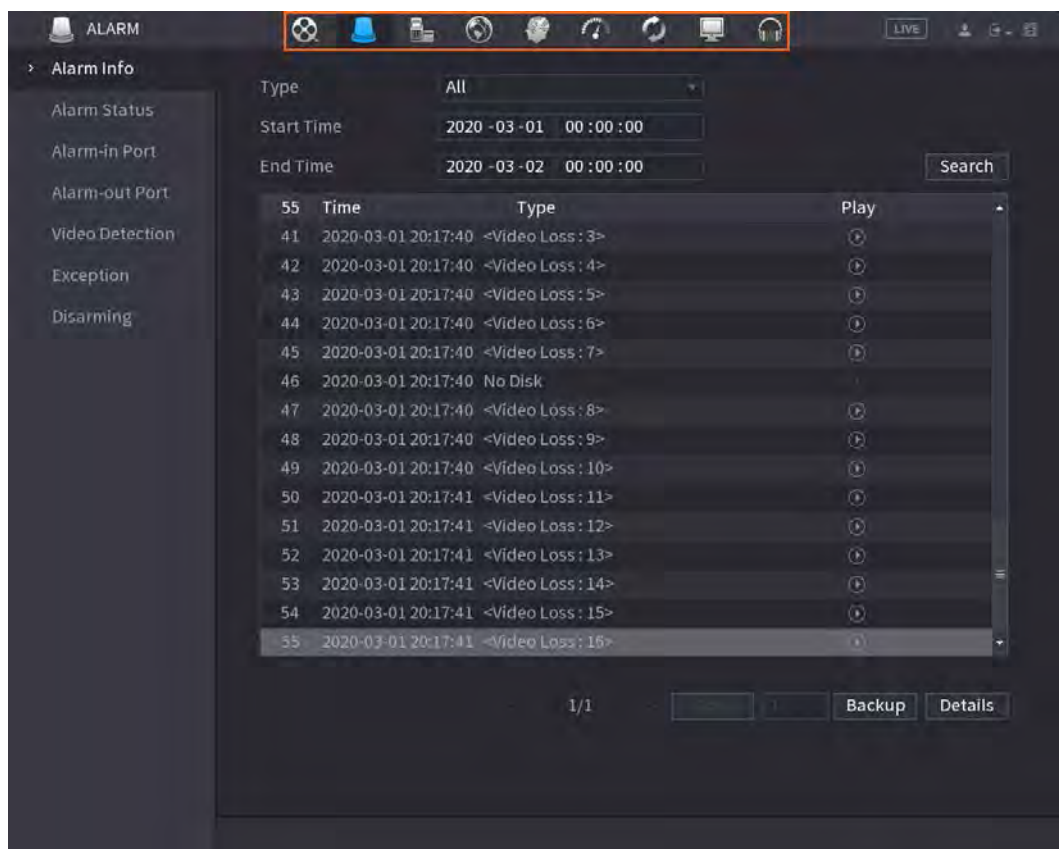 ALARM LIVE
Alarm Info
Alarm Status
Alarm-in Port
Alarm-out Port
Video Detection
Exception
Disarming
Type All
Start Time 2020 -03 -01 00 :00 :00
End Time 2020 -03 -02 00 :00 :00
Search
55 Time Type Play
41 2020-03-01 20:17:40 <Video Loss : 3>
42 2020-03-01 20:17:40 <Video Loss : 4>
43 2020-03-01 20:17:40 <Video Loss : 5>
44 2020-03-01 20:17:40 <Video Loss : 6>
45 2020-03-01 20:17:40 <Video Loss : 7>
46 2020-03-01 20:17:40 No Disk
47 2020-03-01 20:17:40 <Video Loss : 8>
48 2020-03-01 20:17:40 <Video Loss : 9>
49 2020-03-01 20:17:40 <Video Loss : 10>
50 2020-03-01 20:17:41 <Video Loss : 11>
51 2020-03-01 20:17:41 <Video Loss : 12>
52 2020-03-01 20:17:41 <Video Loss : 13>
53 2020-03-01 20:17:41 <Video Loss : 14>
54 2020-03-01 20:17:41 <Video Loss : 15>
55 2020-03-01 20:17:41 <Video Loss : 16>
1/1 Backup Details